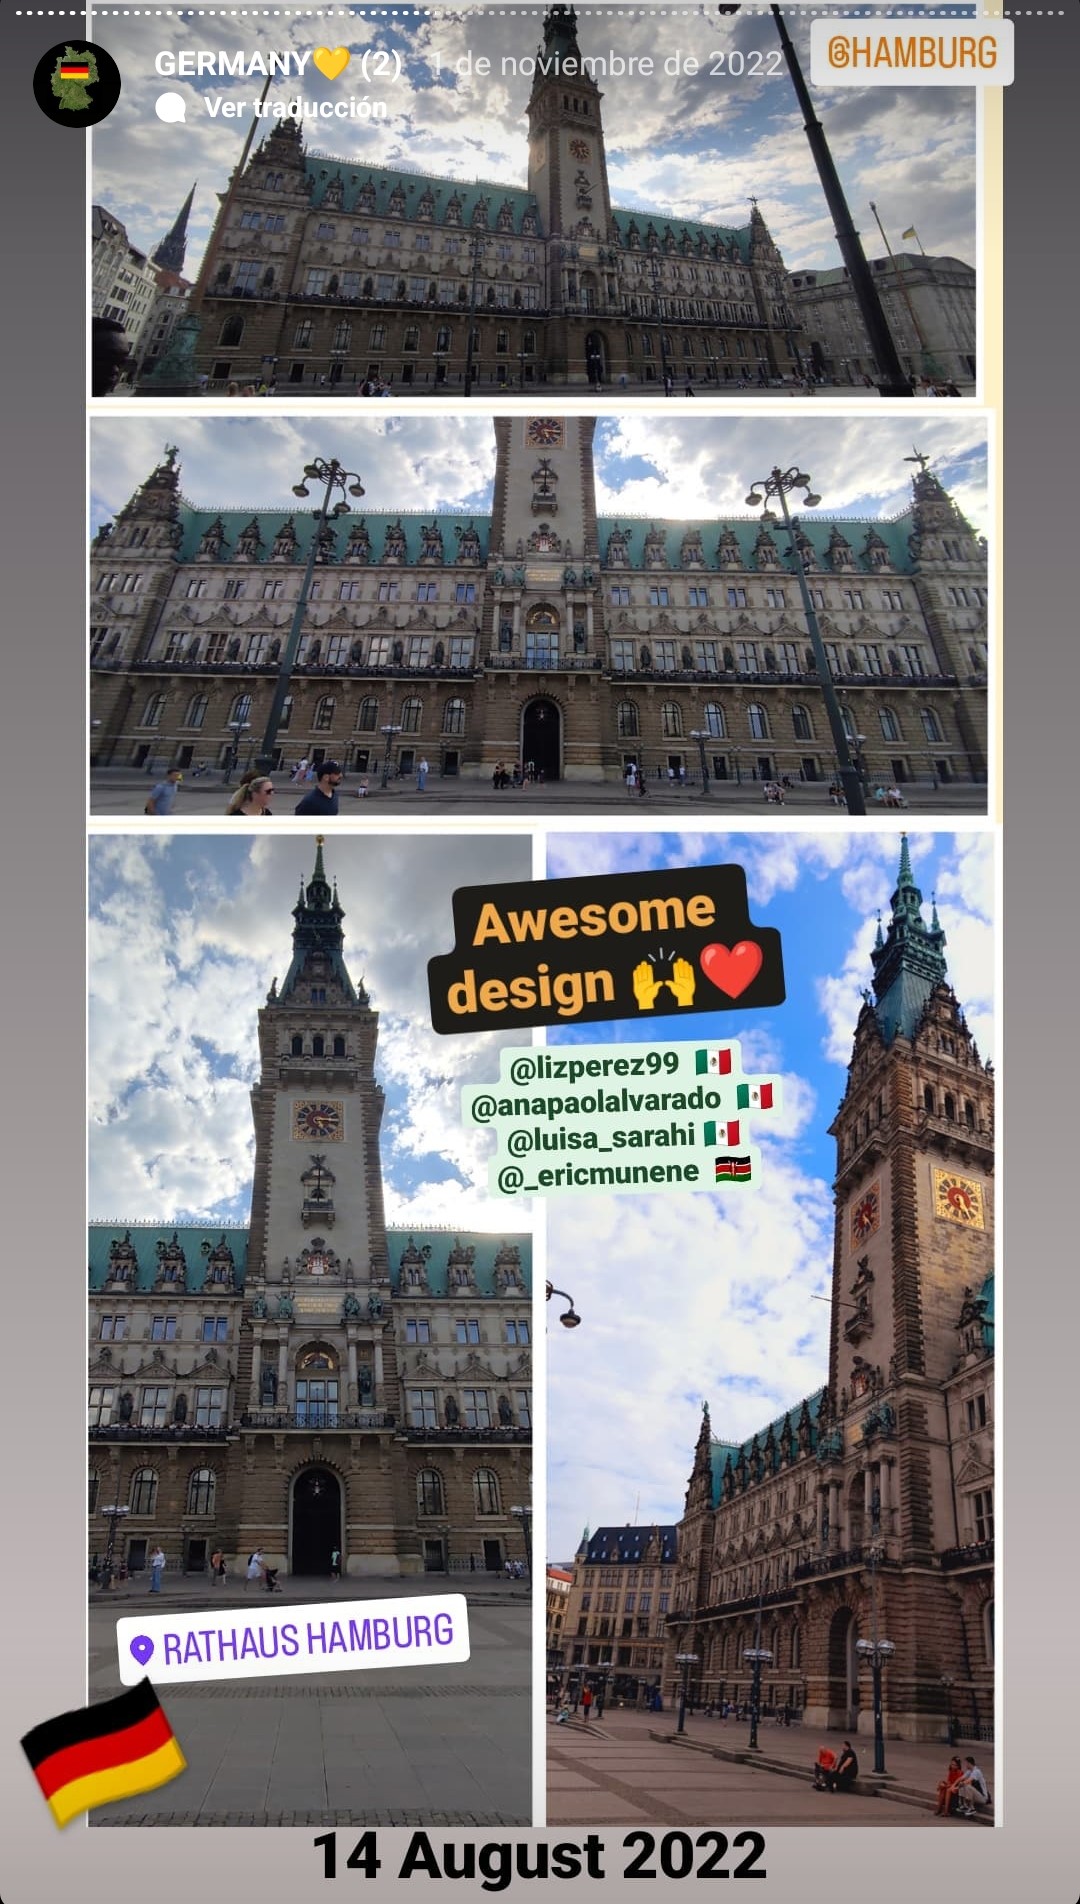 GERMANY💛 (2) 1 de noviembre de 2022
@HAMBURG
Ver traducción
Awesome
design 🙌❤️
@lizperez99 🇲🇽
@anapaolalvarado 🇲🇽
@luisa_sarahi 🇲🇽
@_ericmunene 🇰🇪
RATHAUS HAMBURG
14 August 2022